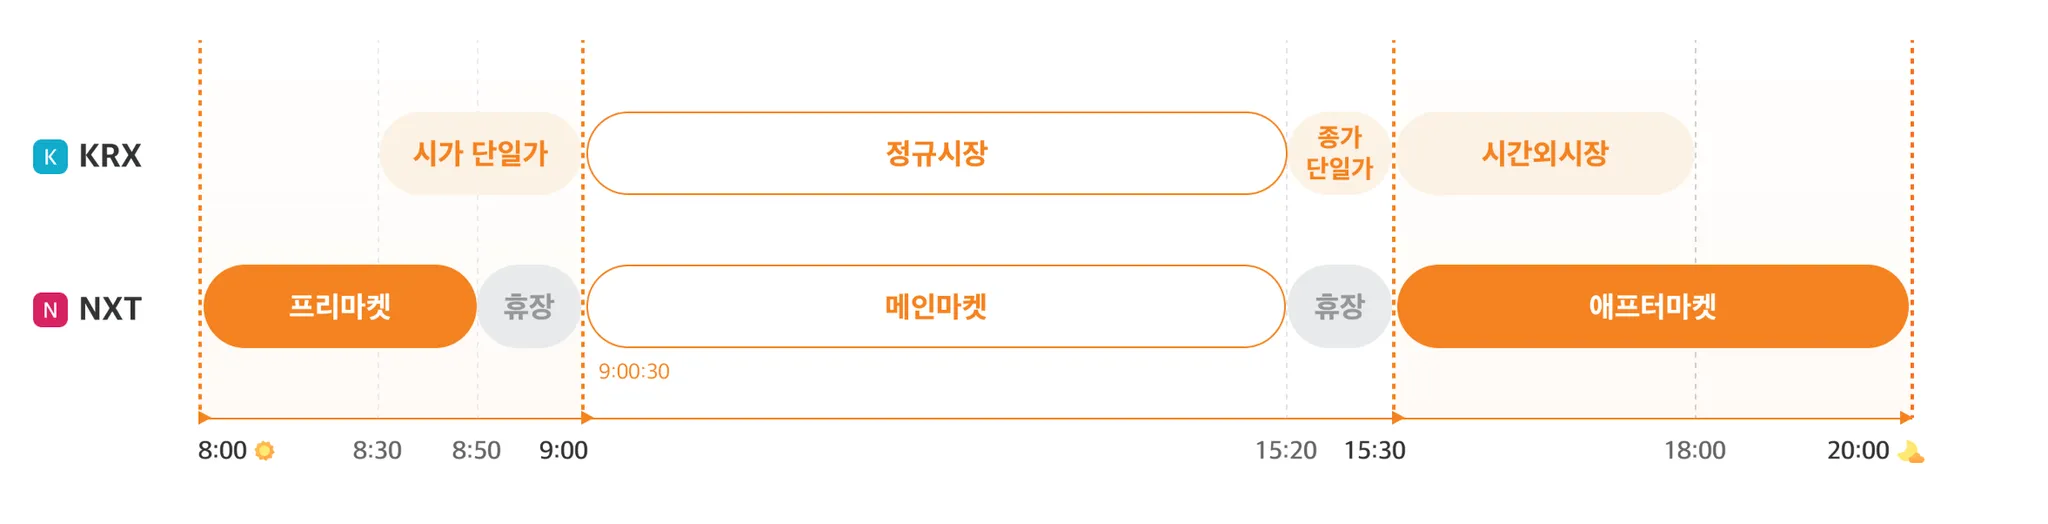 K KRX
시가 단일가
정규시장
종가
단일가
시간외시장
N NXT
프리마켓
휴장
메인마켓
휴장
애프터마켓
9:00:30
8:00
8:30
8:50
9:00
15:20
15:30
18:00
20:00